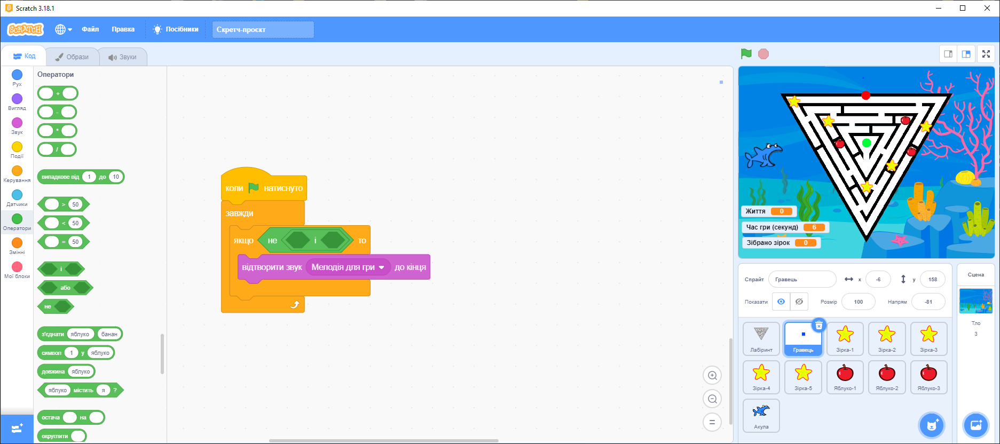 Scratch 3.18.1
SCRATCH
Файл
Правка
Посібники
Скретч-проєкт
Код
Образи
Звуки
Рух
Вигляд
Звук
Події
Керування
Датчики
Оператори
Змінні
Мої блоки
Оператори
+
-
*
/
випадкове від 1 до 10
> 50
< 50
= 50
і
або
не
з'єднати яблуко банан
символ 1 у яблуко
довжина яблуко
яблуко містить я ?
остача на
округлити
коли натиснуто
завжди
якщо не і то
відтворити звук Мелодія для гри до кінця
Життя 0
Час гри (секунд) 6
Зібрано зірок 0
Спрайт Гравець x -6 y 158
Показати Розмір 100 Напрям -81
Лабіринт
Гравець
Зірка-1
Зірка-2
Зірка-3
Зірка-4
Зірка-5
Яблуко-1
Яблуко-2
Яблуко-3
Акула
Сцена
Тло
3